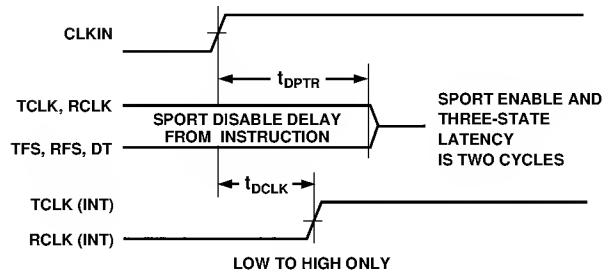 CLKIN
tDPTR
TCLK, RCLK
SPORT DISABLE DELAY
FROM INSTRUCTION
TFS, RFS, DT
SPORT ENABLE AND
THREE-STATE
LATENCY
IS TWO CYCLES
tDCLK
TCLK (INT)
RCLK (INT)
LOW TO HIGH ONLY